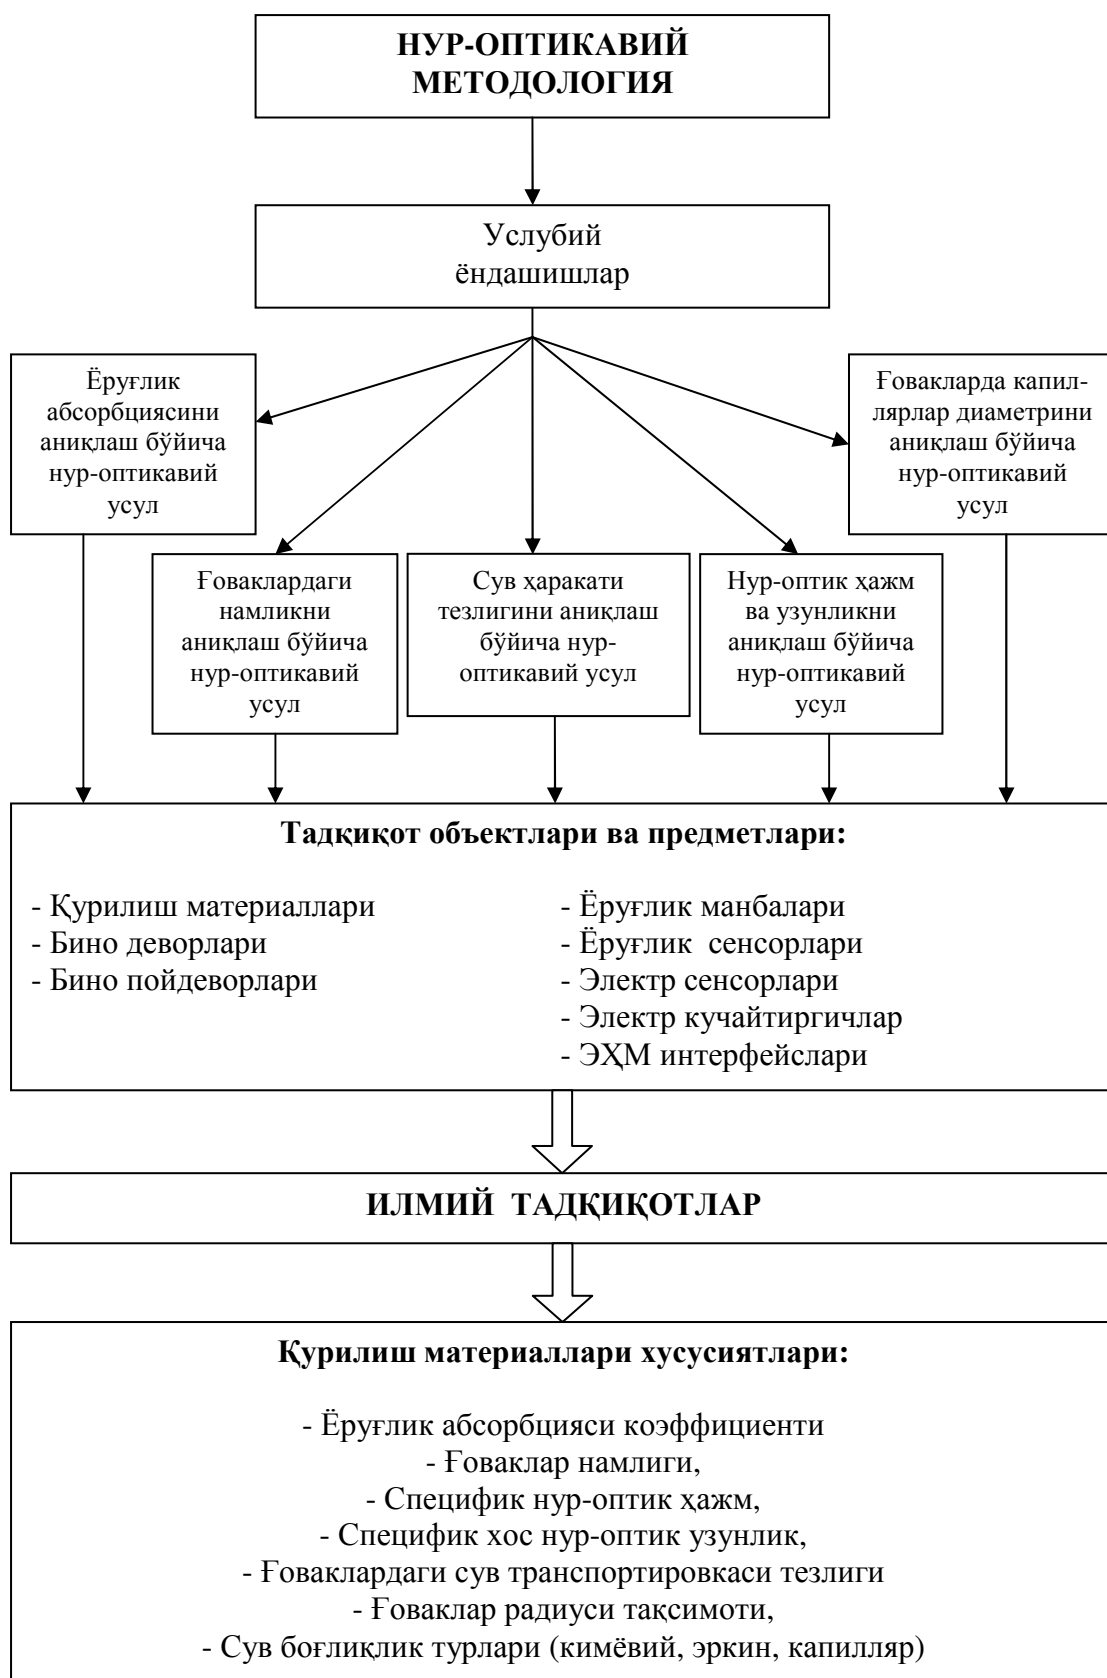 НУР-ОПТИКАВИЙ
МЕТОДОЛОГИЯ
Услубий
ёндашишлар
Ёруғлик
абсорбциясини
аниқлаш бўйича
нур-оптикавий
усул
Ғовакларда капил-
лярлар диаметрини
аниқлаш бўйича
нур-оптикавий
усул
Ғоваклардаги
намликни
аниқлаш бўйича
нур-оптикавий
усул
Сув ҳаракати
тезлигини аниқлаш
бўйича нур-
оптикавий усул
Нур-оптик ҳажм
ва узунликни
аниқлаш бўйича
нур-оптикавий
усул
Тадқиқот объектлари ва предметлари:
- Қурилиш материаллари
- Бино деворлари
- Бино пойдеворлари
- Ёруғлик манбалари
- Ёруғлик сенсорлари
- Электр сенсорлари
- Электр кучайтиргичлар
- ЭҲМ интерфейслари
ИЛМИЙ ТАДҚИҚОТЛАР
Қурилиш материаллари хусусиятлари:
- Ёруғлик абсорбцияси коэффициенти
- Ғоваклар намлиги,
- Специфик нур-оптик ҳажм,
- Специфик хос нур-оптик узунлик,
- Ғоваклардаги сув транспортировкаси тезлиги
- Ғоваклар радиуси тақсимоти,
- Сув боғлиқлик турлари (кимёвий, эркин, капилляр)